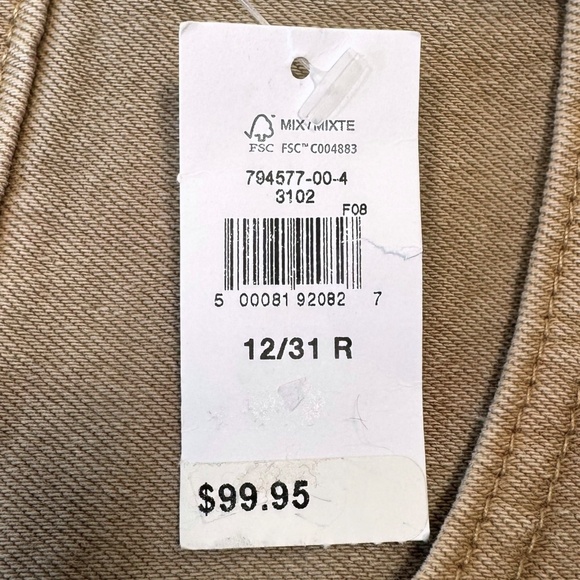 MIX/MIXTE
FSC FSC™ C004883
794577-00-4
3102
F08
5 00081 92082 7
12/31 R
$99.95